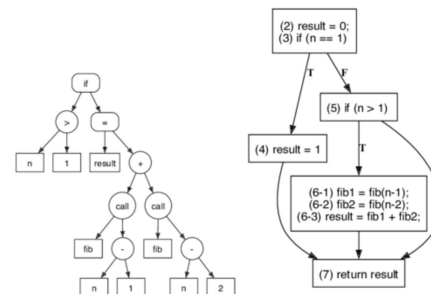 if
> =
n 1 result +
call call
fib - fib -
n 1 n 2
(2) result = 0;
(3) if (n == 1)
T F
(5) if (n > 1)
(4) result = 1
T
(6-1) fib1 = fib(n-1);
(6-2) fib2 = fib(n-2);
(6-3) result = fib1 + fib2;
(7) return result